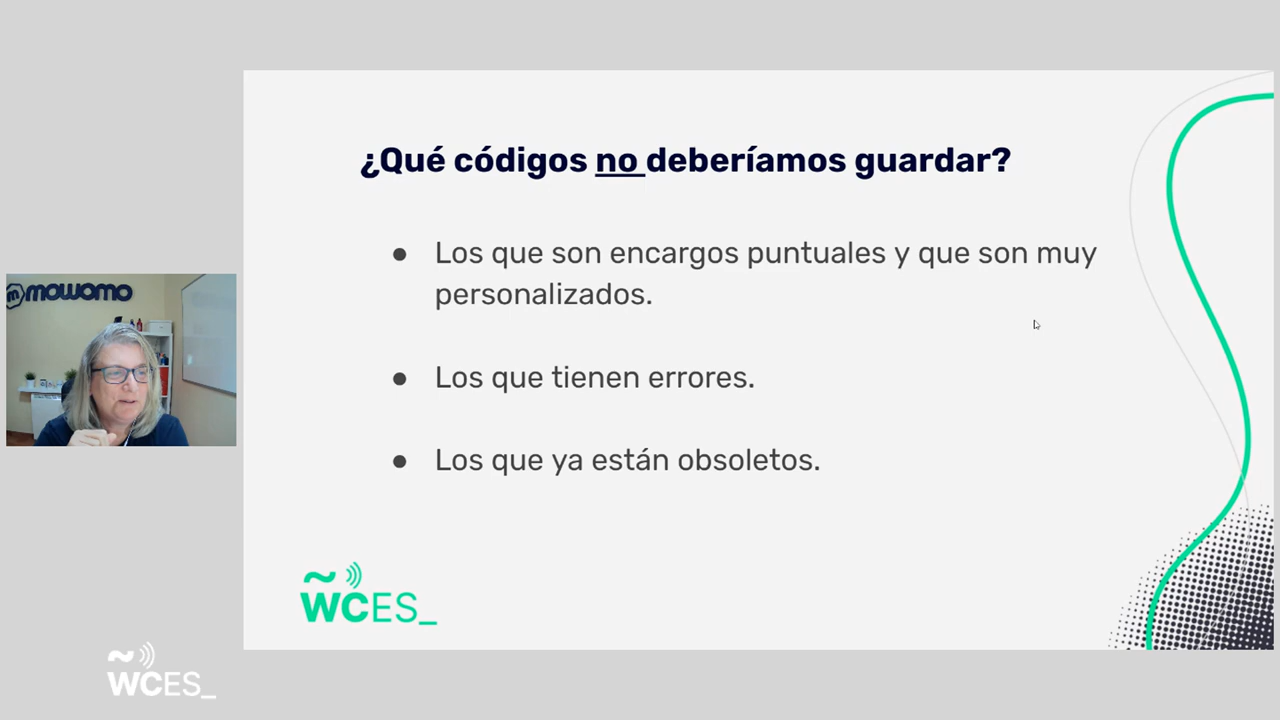 ¿Qué códigos no deberíamos guardar?
● Los que son encargos puntuales y que son muy
personalizados.
● Los que tienen errores.
● Los que ya están obsoletos.
mowomo
WCES_
WCES_